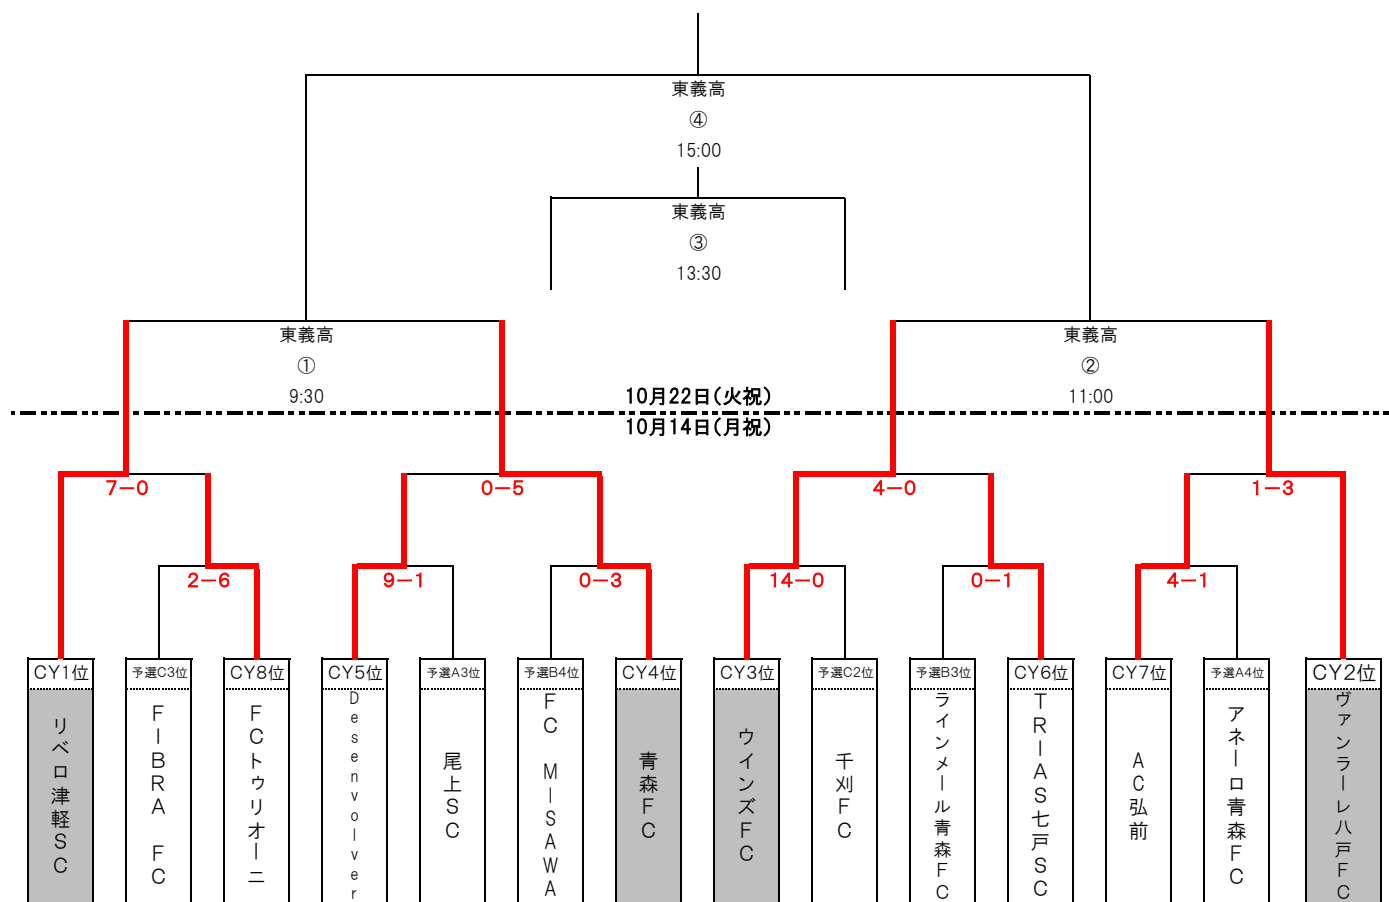 東義高
④
15:00
東義高
③
13:30
東義高
①
9:30
東義高
②
11:00
10月22日(火祝)
10月14日(月祝)
7−0
0−5
4−0
1−3
2−6
9−1
0−3
14−0
0−1
4−1
CY1位
予選C3位
CY8位
CY5位
予選A3位
予選B4位
CY4位
CY3位
予選C2位
予選B3位
CY6位
CY7位
予選A4位
CY2位
リベロ津軽SC
FIBRA FC
FCトゥリオーニ
Desenvolver
尾上SC
FC MISAWA
青森FC
ウインズFC
千刈FC
ラインメール青森FC
TRIAS七戸SC
AC弘前
アネーロ青森FC
ヴァンラーレ八戸FC